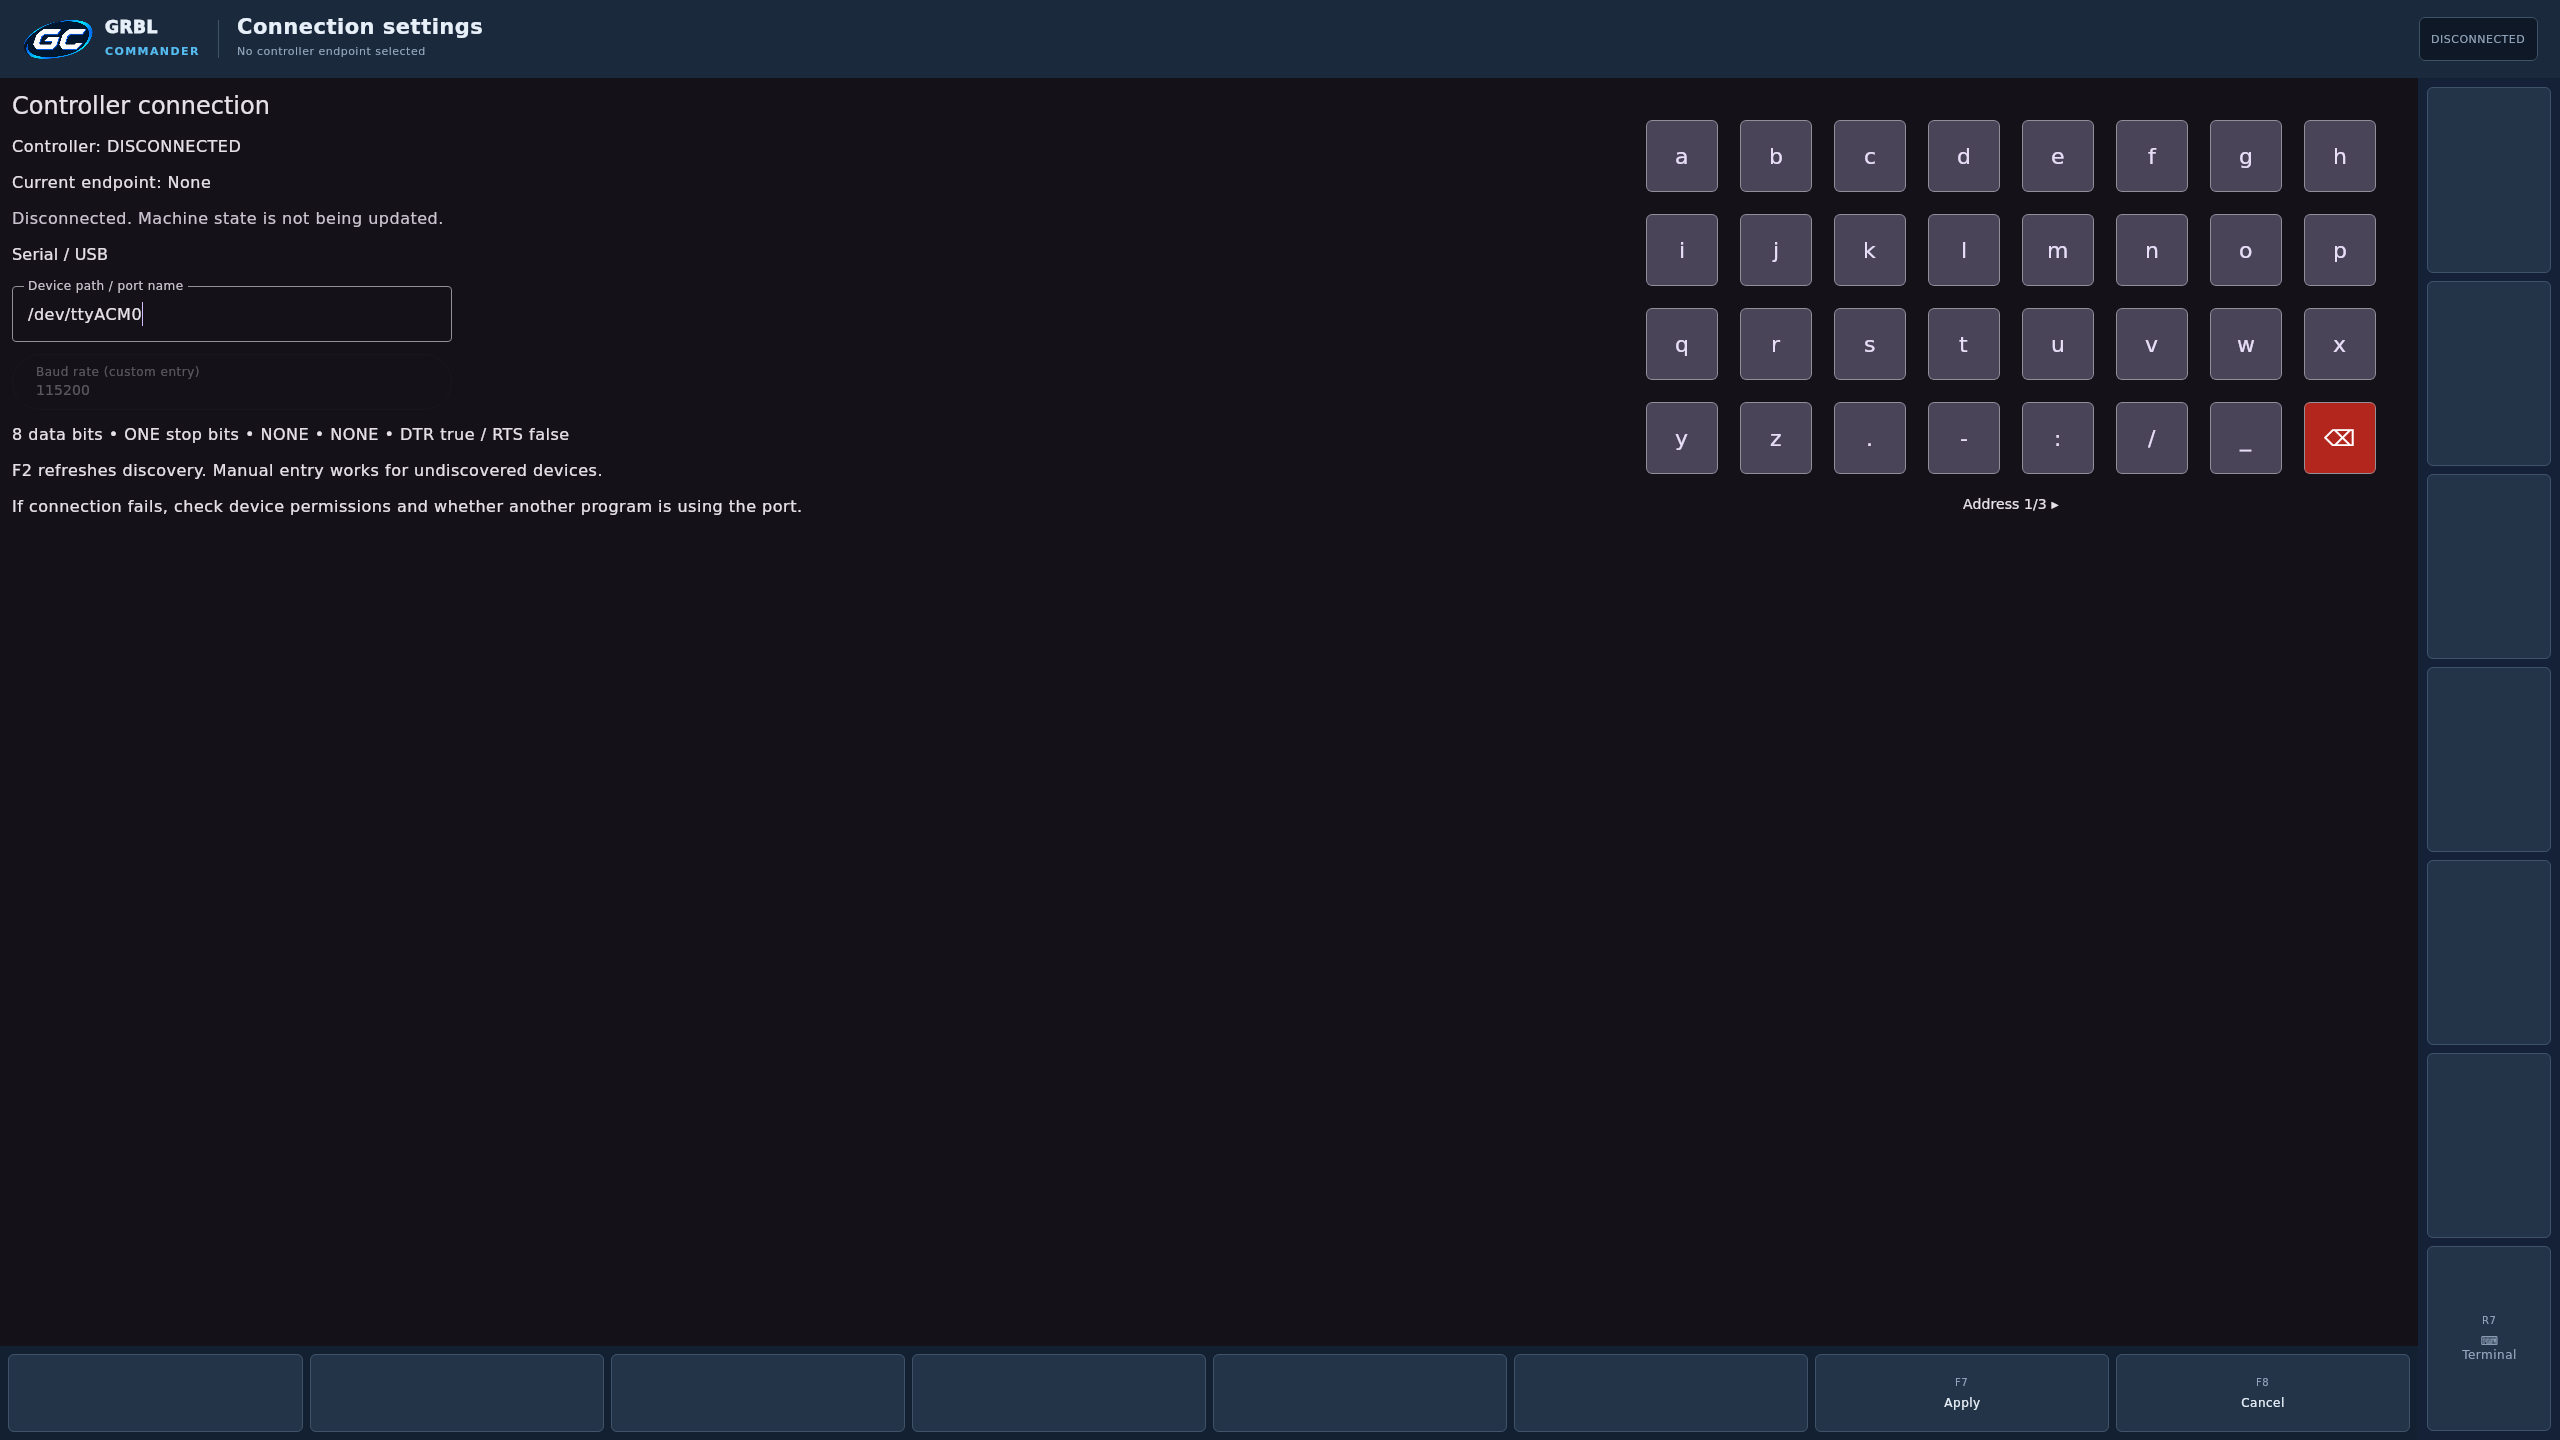 GC GRBL
COMMANDER
Connection settings
No controller endpoint selected
DISCONNECTED
Controller connection
Controller: DISCONNECTED
Current endpoint: None
Disconnected. Machine state is not being updated.
Serial / USB
Device path / port name
/dev/ttyACM0
Baud rate (custom entry)
115200
8 data bits • ONE stop bits • NONE • NONE • DTR true / RTS false
F2 refreshes discovery. Manual entry works for undiscovered devices.
If connection fails, check device permissions and whether another program is using the port.
a b c d e f g h
i j k l m n o p
q r s t u v w x
y z . - : / _ ⌫
Address 1/3 ▸
R7
⌨
Terminal
F7
Apply
F8
Cancel